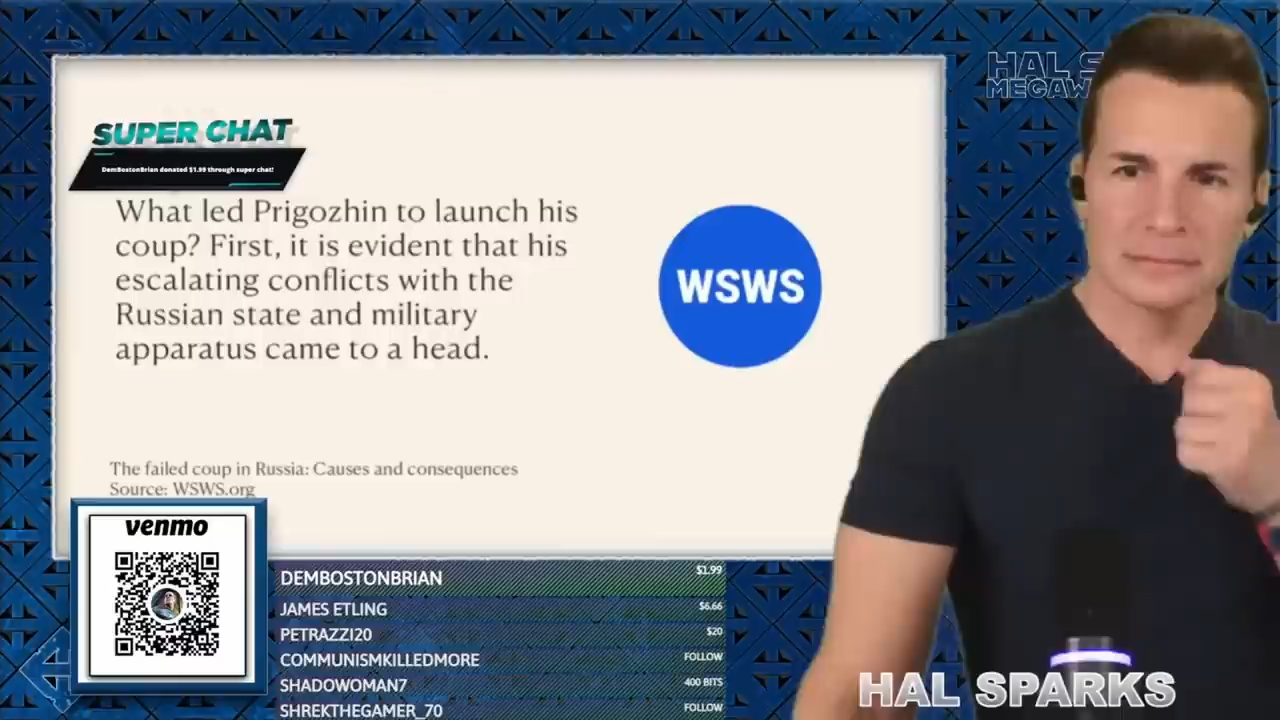 HAL S
MEGAW
SUPER CHAT
DemBostonBrian donated $1.99 through super chat!
What led Prigozhin to launch his
coup? First, it is evident that his
escalating conflicts with the
Russian state and military
apparatus came to a head.
WSWS
The failed coup in Russia: Causes and consequences
Source: WSWS.org
venmo
DEMBOSTONBRIAN $1.99
JAMES ETLING $6.66
PETRAZZI20 $20
COMMUNISMKILLEDMORE FOLLOW
SHADOWOMAN7 400 BITS
SHREKTHEGAMER_70 FOLLOW
HAL SPARKS